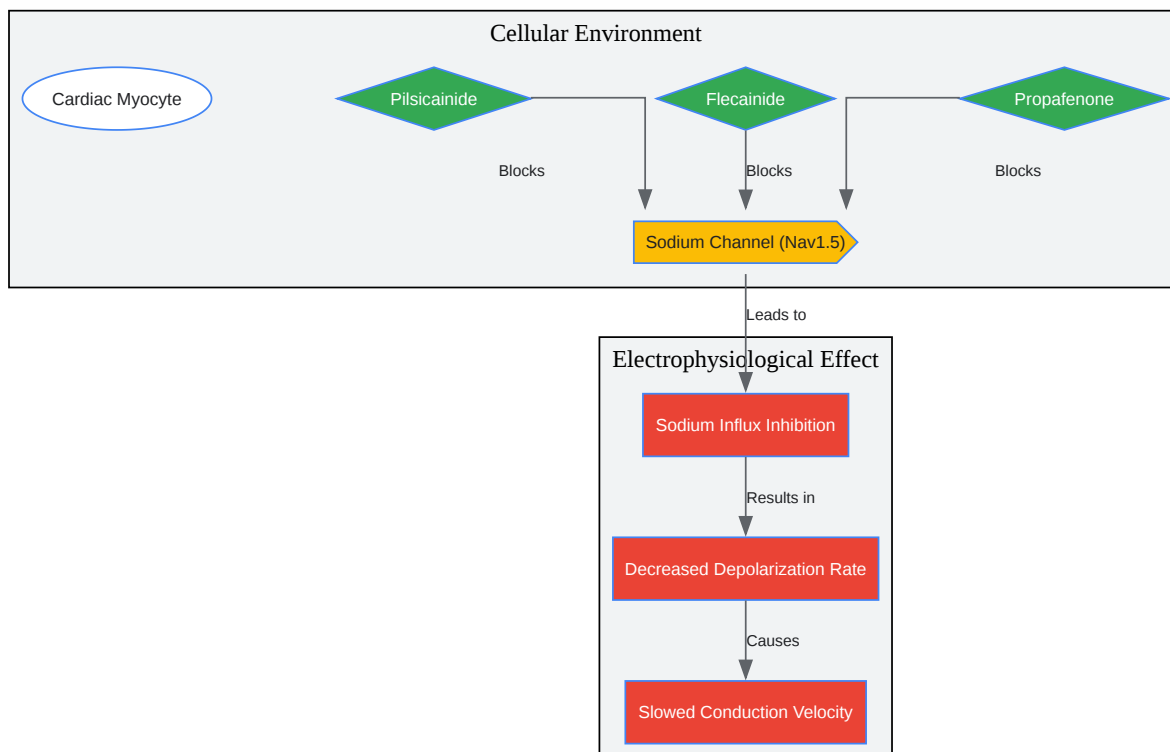 Cellular Environment
Cardiac Myocyte
Pilsicainide
Flecainide
Propafenone
Blocks
Blocks
Blocks
Sodium Channel (Nav1.5)
Leads to
Electrophysiological Effect
Sodium Influx Inhibition
Results in
Decreased Depolarization Rate
Causes
Slowed Conduction Velocity